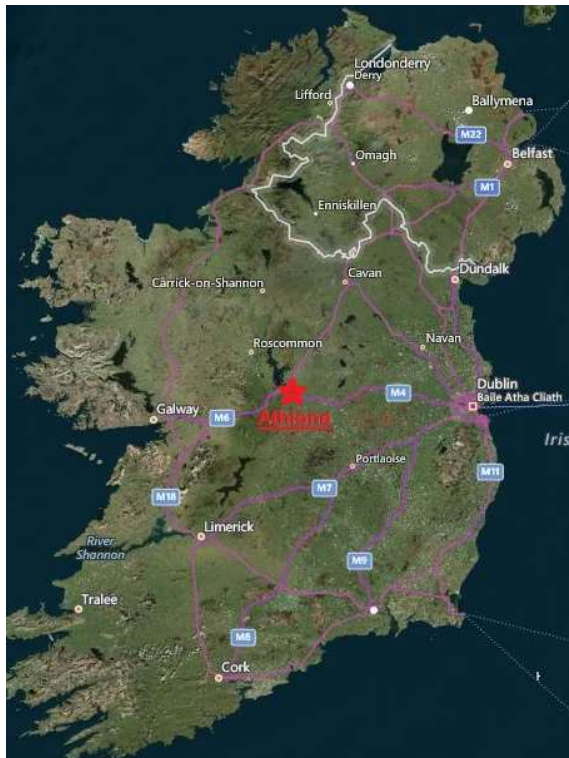 Londonderry
Derry
Lifford
Ballymena
M22
Omagh
Belfast
M1
Enniskillen
Dundalk
Cavan
Carrick-on-Shannon
Navan
Roscommon
Dublin
Baile Atha Cliath
M4
Athlone
Galway
M6
Iris
M11
Portlaoise
M7
M18
Limerick
River
Shannon
M9
Tralee
M8
Cork